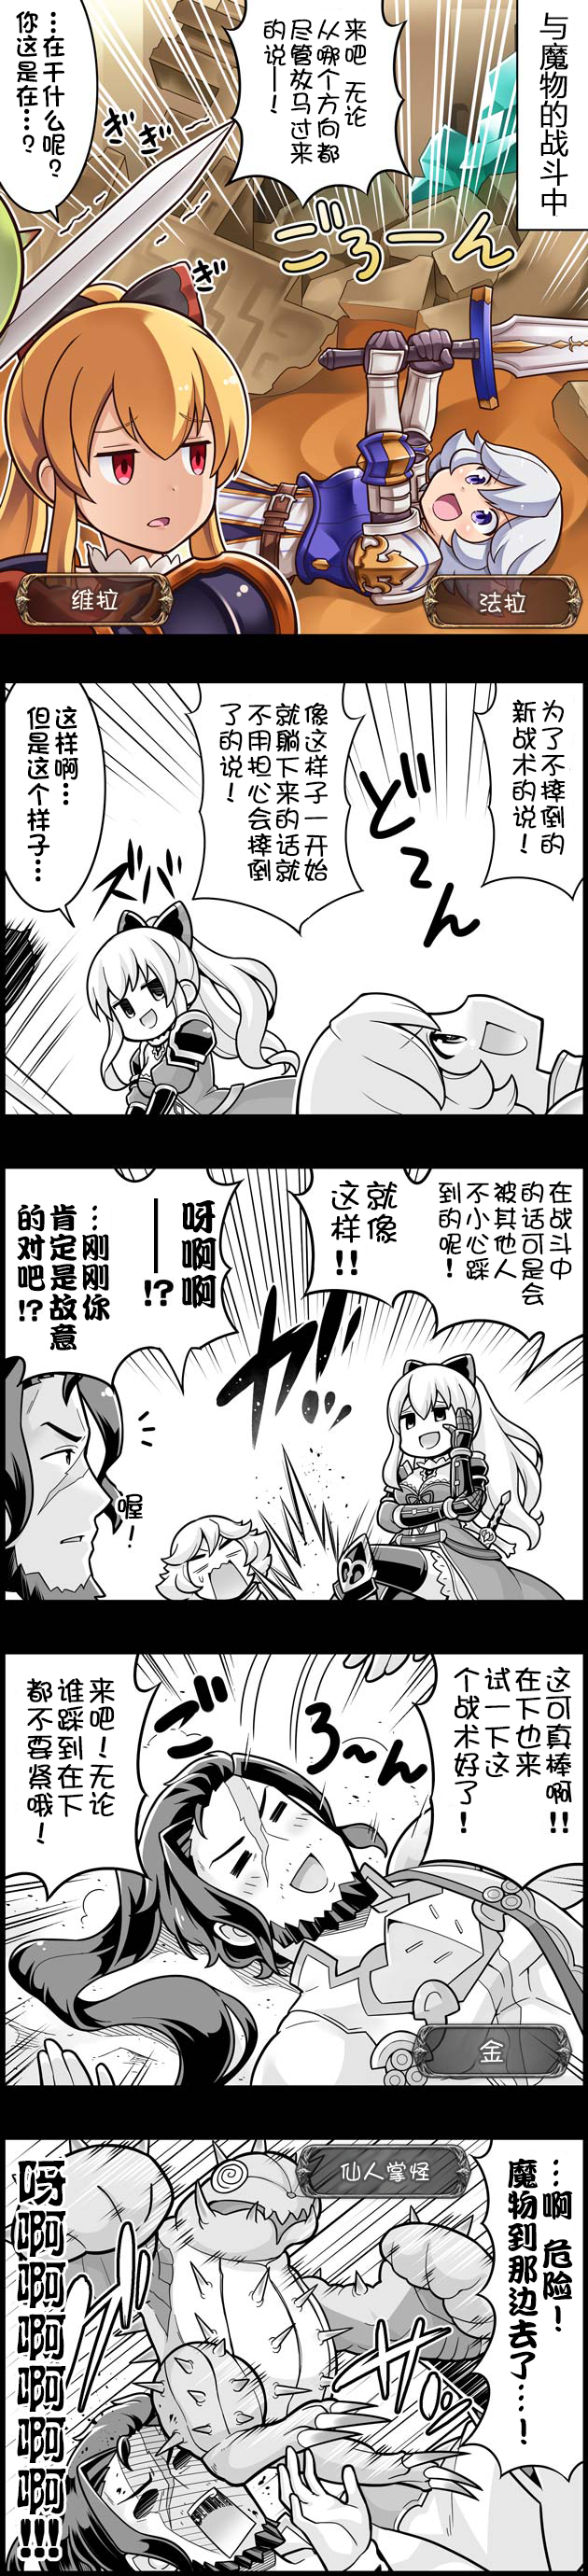 与魔物的战斗中
来吧 无论
从哪个方向都
尽管放马过来
的说—!
…在干什么呢?
你这是在…?
ぎぎ
ぎ
ごろーん
维拉
法拉
为了不摔倒的
新战术的说!
像这样子一开始
就躺下来的话就
不用担心会摔倒
了的说!
这样啊…
但是这个样子…
どてーん
ズバ
在战斗中
的话可是会
被其他人
不小心踩
到的呢!
就像
这样!!
呀啊啊
——!?
…刚刚你
肯定是故意
的对吧!?
ガッ
喔!
这可真棒啊!!
在下也来
试一下这
个战术好了!
来吧!无论
谁踩到在下
都不要紧哦!
ごろ~ん
金
…啊 危险!
魔物到那边去了…!
仙人掌怪
呀啊啊啊啊啊啊!!!